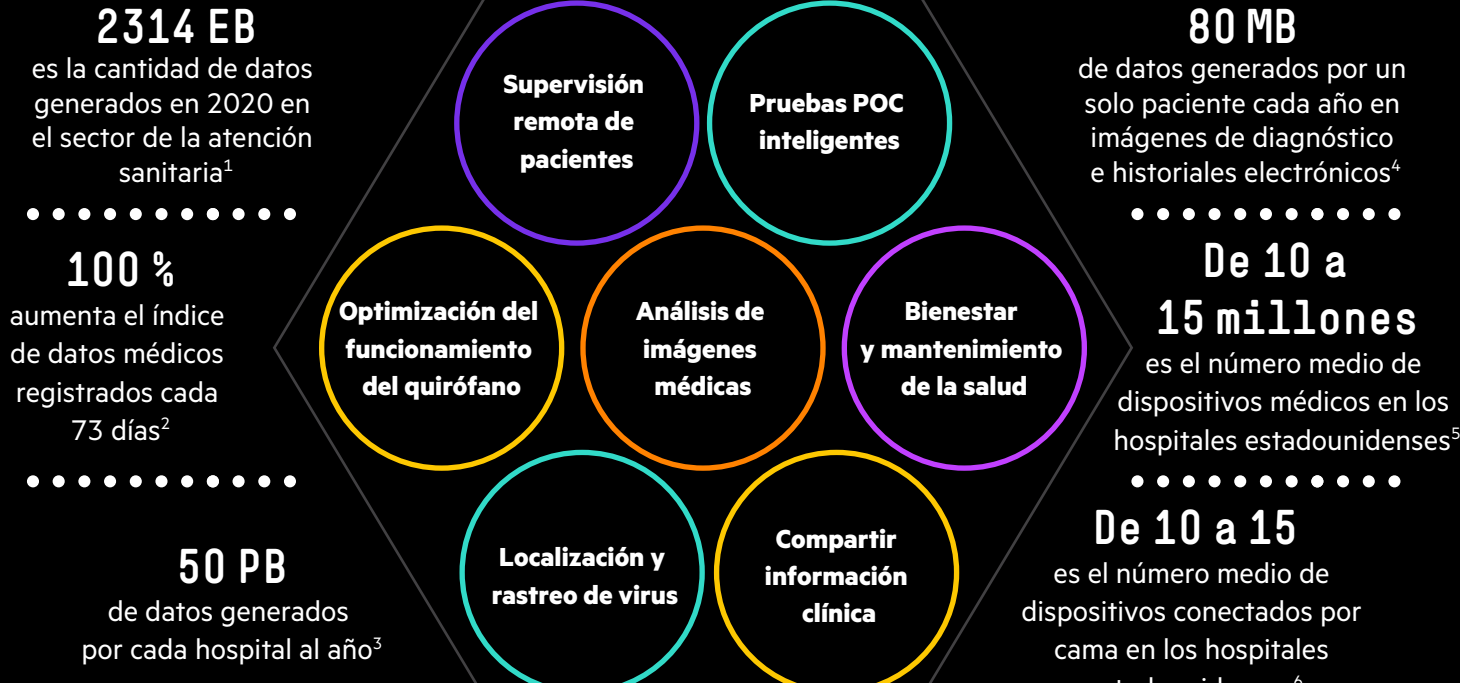 2314 EB
es la cantidad de datos
generados en 2020 en
el sector de la atención
sanitaria¹
100 %
aumenta el índice
de datos médicos
registrados cada
73 días²
50 PB
de datos generados
por cada hospital al año³
Supervisión
remota de
pacientes
Pruebas POC
inteligentes
Optimización del
funcionamiento
del quirófano
Análisis de
imágenes
médicas
Bienestar
y mantenimiento
de la salud
Localización y
rastreo de virus
Compartir
información
clínica
80 MB
de datos generados por un
solo paciente cada año en
imágenes de diagnóstico
e historiales electrónicos⁴
De 10 a
15 millones
es el número medio de
dispositivos médicos en los
hospitales estadounidenses⁵
De 10 a 15
es el número medio de
dispositivos conectados por
cama en los hospitales